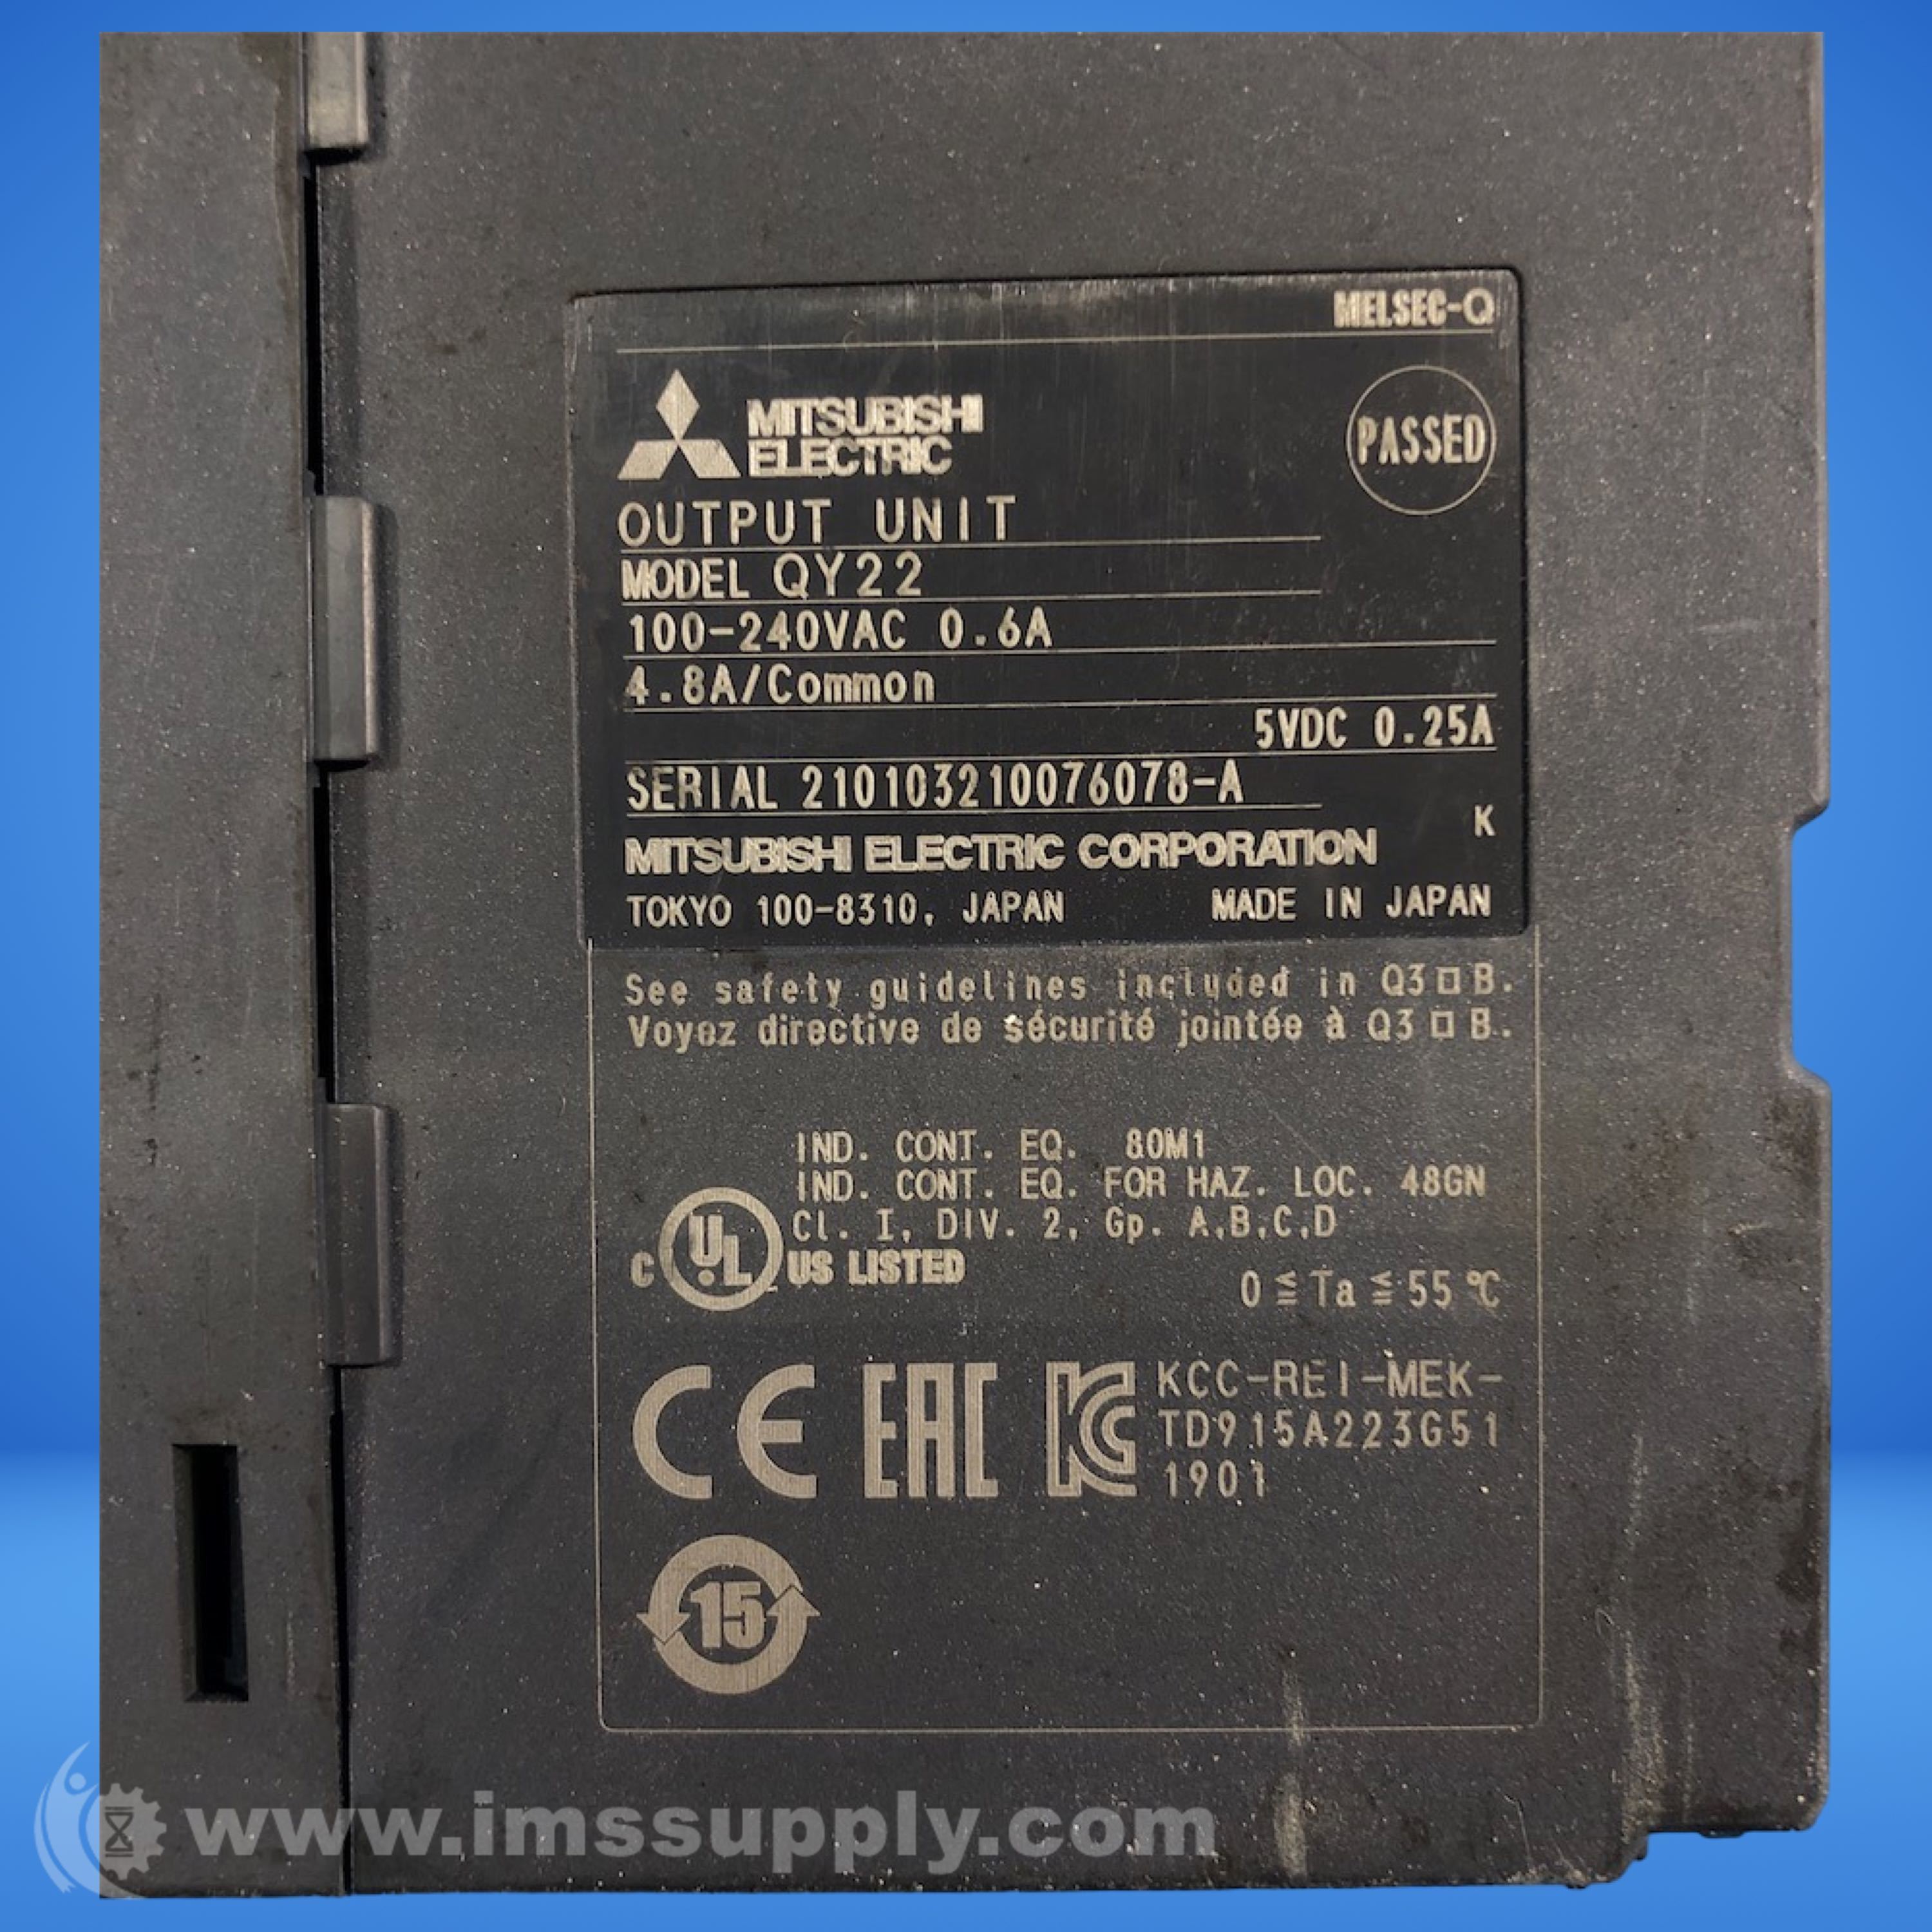 MELSEC-Q
MITSUBISHI
ELECTRIC
PASSED
OUTPUT UNIT
MODEL QY22
100-240VAC 0.6A
4.8A/Common
5VDC 0.25A
SERIAL 210103210076078-A
K
MITSUBISHI ELECTRIC CORPORATION
TOKYO 100-8310, JAPAN MADE IN JAPAN
See safety guidelines included in Q3□B.
Voyez directive de sécurité jointée à Q3□B.
IND. CONT. EQ. 80M1
IND. CONT. EQ. FOR HAZ. LOC. 48GN
Cl. I, DIV. 2, Gp. A,B,C,D
C UL US LISTED
0≦Ta≦55℃
CE EAC KC KCC-REI-MEK-
TD915A223G51
1901
15
www.imssupply.com